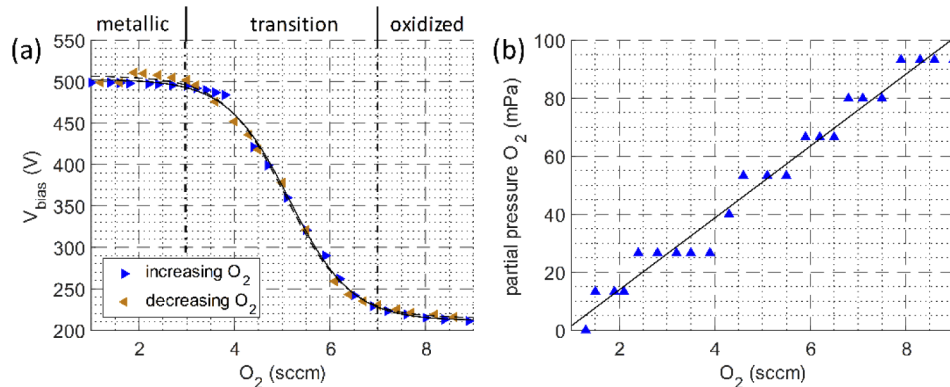 metallic
transition
oxidized
(a)
550
500
450
400
350
300
250
200
V_bias (V)
increasing O₂
decreasing O₂
2
4
6
8
O₂ (sccm)
(b)
100
80
60
40
20
0
partial pressure O₂ (mPa)
2
4
6
8
O₂ (sccm)